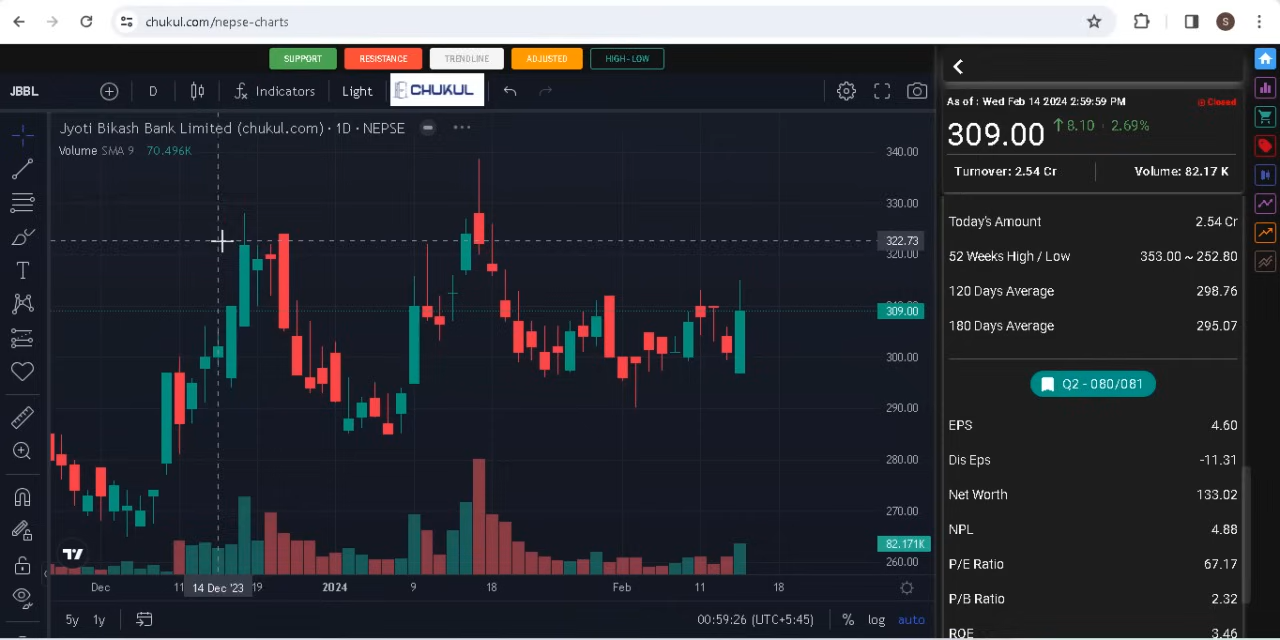 chukul.com/nepse-charts
S
SUPPORT RESISTANCE TRENDLINE ADJUSTED HIGH-LOW
JBBL D Indicators Light CHUKUL
Jyoti Bikash Bank Limited (chukul.com) · 1D · NEPSE
Volume SMA 9 70.496K
340.00
330.00
322.73
320.00
309.00
300.00
290.00
280.00
270.00
82.171K
260.00
Dec 11 14 Dec '23 19 2024 9 18 Feb 11 18
5y 1y 00:59:26 (UTC+5:45) % log auto
As of : Wed Feb 14 2024 2:59:59 PM Closed
309.00 8.10 · 2.69%
Turnover: 2.54 Cr Volume: 82.17 K
Today's Amount 2.54 Cr
52 Weeks High / Low 353.00 ~ 252.80
120 Days Average 298.76
180 Days Average 295.07
Q2 - 080/081
EPS 4.60
Dis Eps -11.31
Net Worth 133.02
NPL 4.88
P/E Ratio 67.17
P/B Ratio 2.32
ROE 3.46